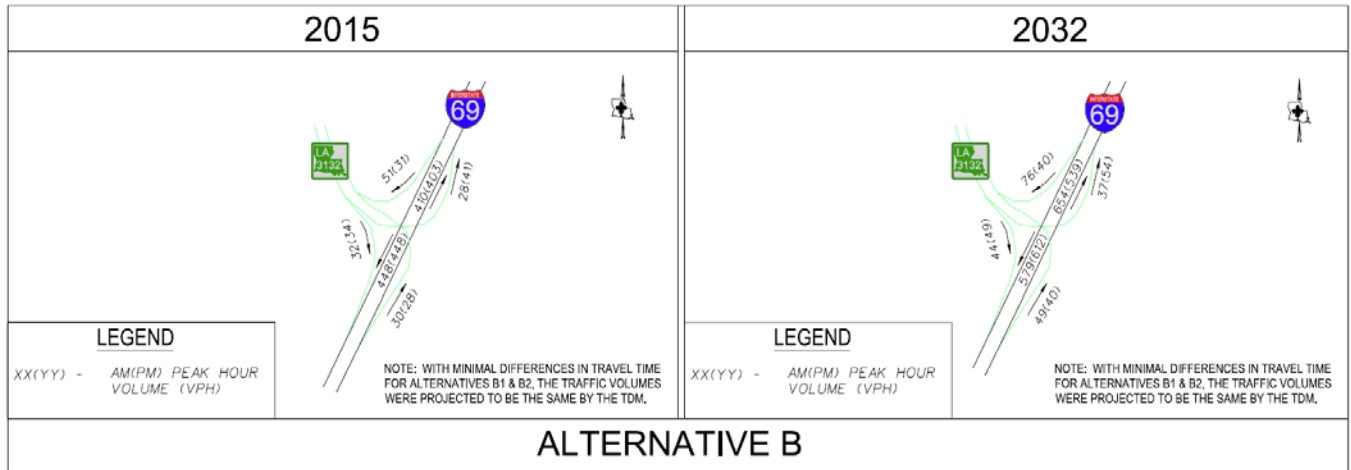 2015
2032
INTERSTATE
69
LA
3132
51(31)
410(403)
28(41)
32(34)
448(448)
30(28)
LEGEND
XX(YY) - AM(PM) PEAK HOUR
VOLUME (VPH)
NOTE: WITH MINIMAL DIFFERENCES IN TRAVEL TIME
FOR ALTERNATIVES B1 & B2, THE TRAFFIC VOLUMES
WERE PROJECTED TO BE THE SAME BY THE TDM.
INTERSTATE
69
LA
3132
76(40)
654(539)
37(54)
44(49)
579(612)
49(40)
LEGEND
XX(YY) - AM(PM) PEAK HOUR
VOLUME (VPH)
NOTE: WITH MINIMAL DIFFERENCES IN TRAVEL TIME
FOR ALTERNATIVES B1 & B2, THE TRAFFIC VOLUMES
WERE PROJECTED TO BE THE SAME BY THE TDM.
ALTERNATIVE B